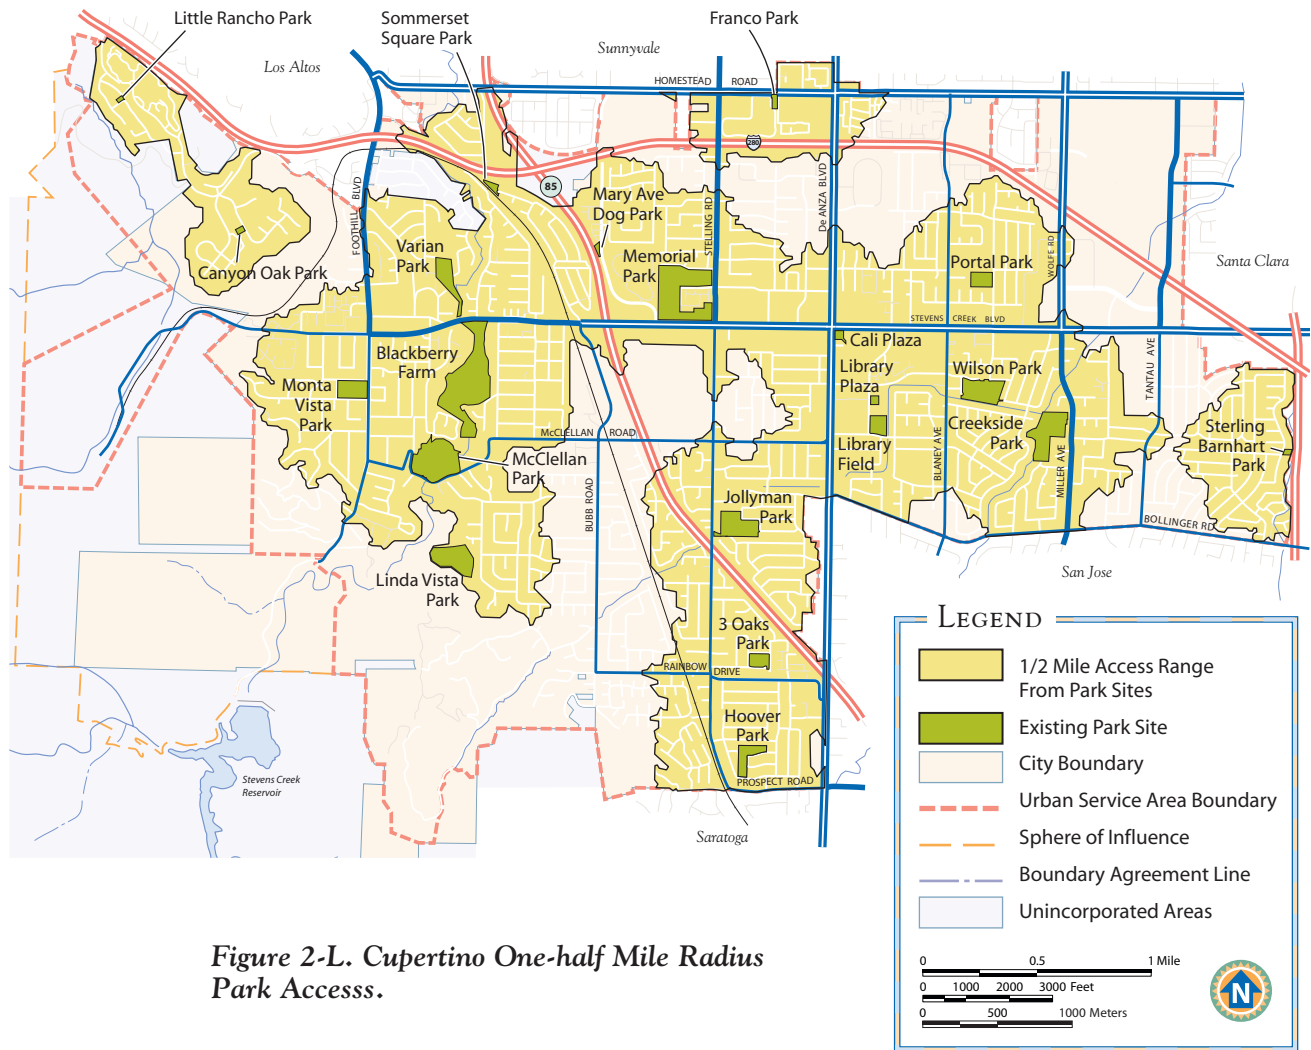 Little Rancho Park
Sommerset
Square Park
Franco Park
Sunnyvale
Los Altos
HOMESTEAD ROAD
280
85
FOOTHILL BLVD
STELLING RD
De ANZA BLVD
WOLFE RD
Mary Ave
Dog Park
Varian
Park
Memorial
Park
Portal Park
Canyon Oak Park
Santa Clara
STEVENS CREEK BLVD
Cali Plaza
Blackberry
Farm
Library
Plaza
Wilson Park
TANTAU AVE
Monta
Vista
Park
Creekside
Park
Sterling
Barnhart
Park
McCLELLAN ROAD
Library
Field
BLANEY AVE
MILLER AVE
McClellan
Park
BUBB ROAD
Jollyman
Park
BOLLINGER RD
San Jose
Linda Vista
Park
3 Oaks
Park
RAINBOW DRIVE
Hoover
Park
PROSPECT ROAD
Stevens Creek
Reservoir
Saratoga
LEGEND
1/2 Mile Access Range
From Park Sites
Existing Park Site
City Boundary
Urban Service Area Boundary
Sphere of Influence
Boundary Agreement Line
Unincorporated Areas
0 0.5 1 Mile
0 1000 2000 3000 Feet
0 500 1000 Meters
N
Figure 2-L. Cupertino One-half Mile Radius
Park Accesss.